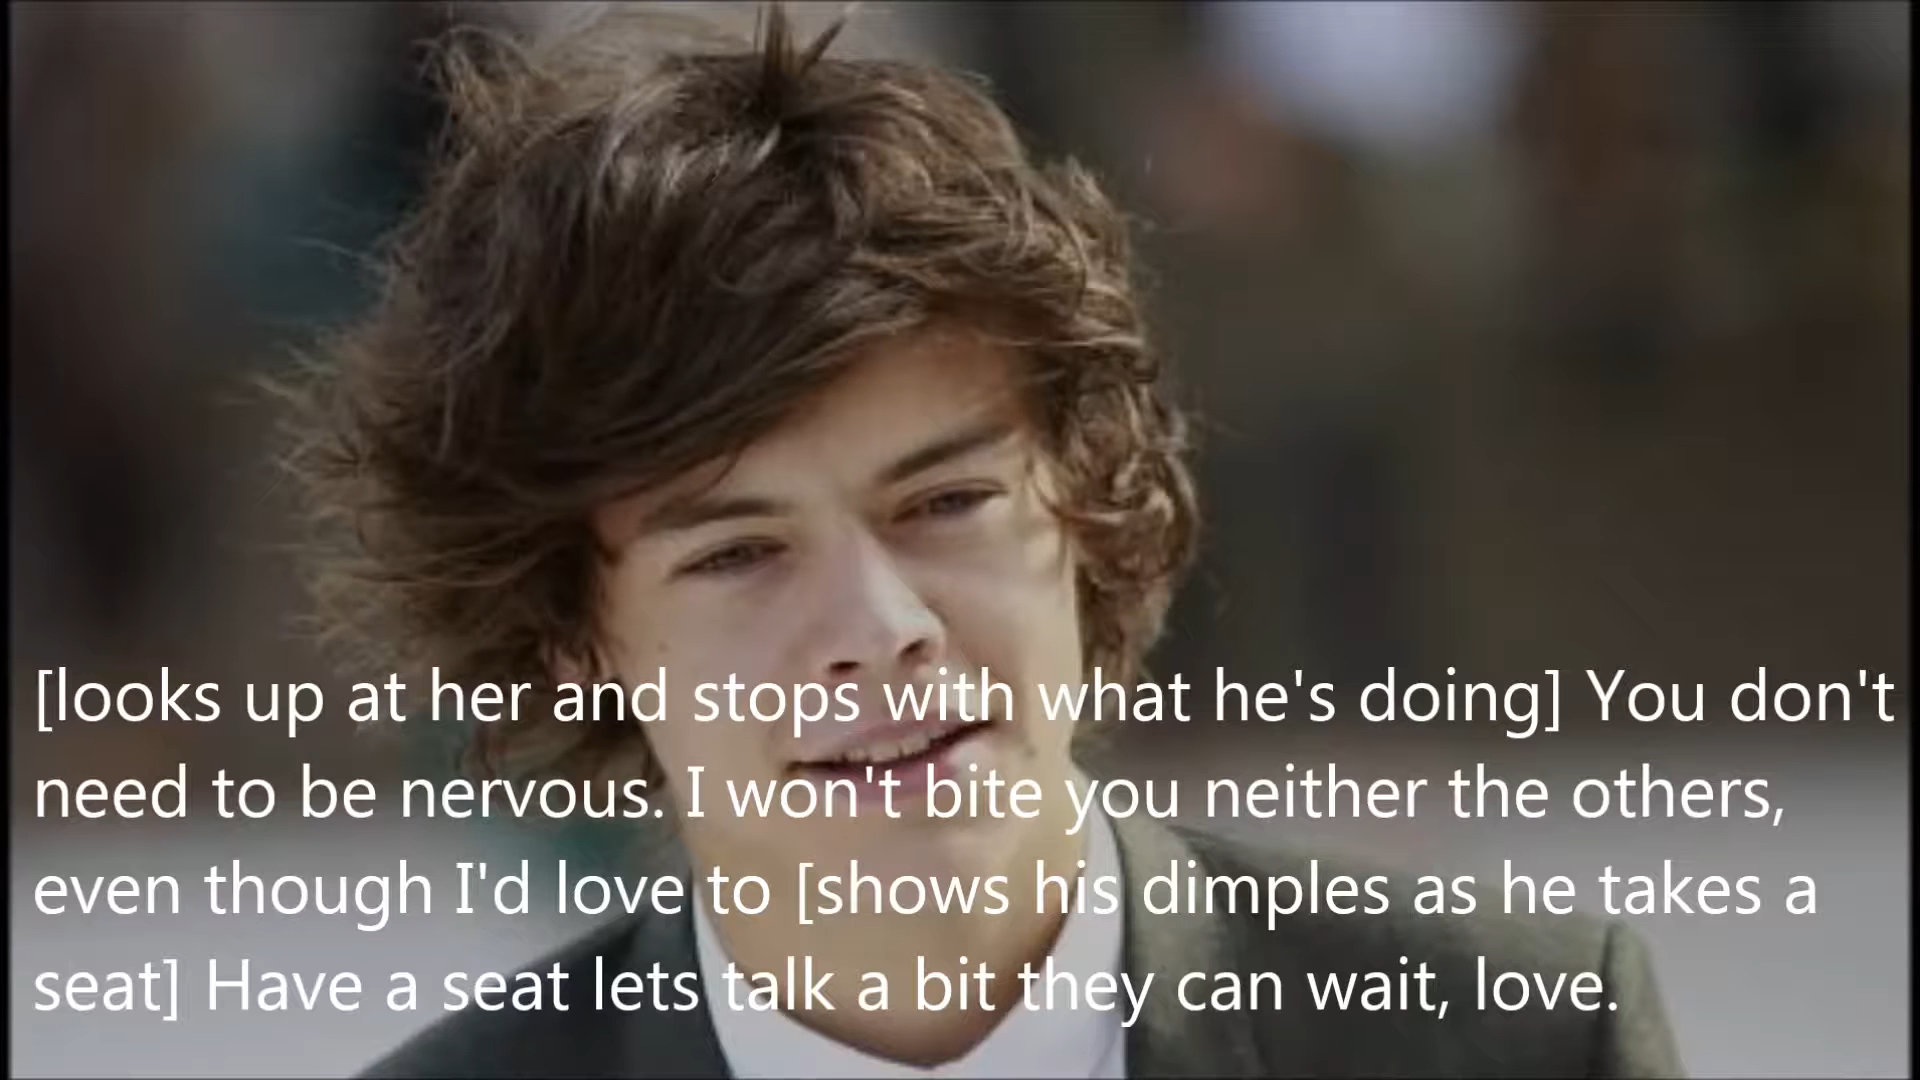 [looks up at her and stops with what he's doing] You don't
need to be nervous. I won't bite you neither the others,
even though I'd love to [shows his dimples as he takes a
seat] Have a seat lets talk a bit they can wait, love.